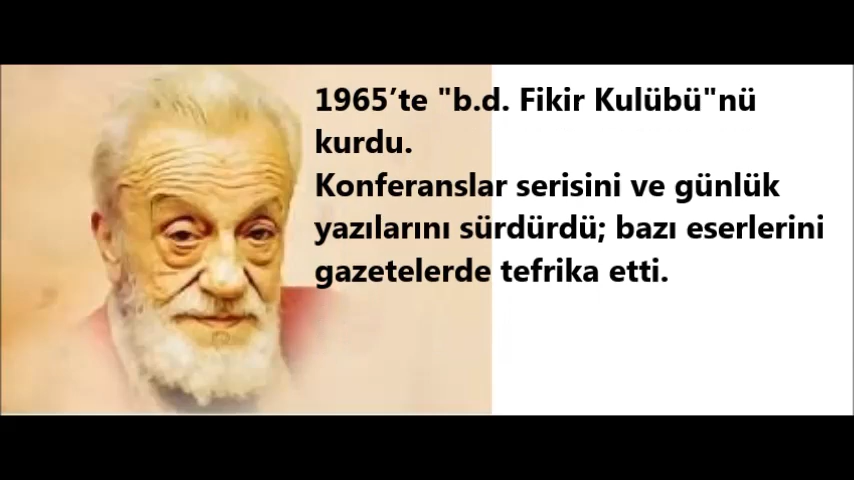 1965’te "b.d. Fikir Kulübü"nü
kurdu.
Konferanslar serisini ve günlük
yazılarını sürdürdü; bazı eserlerini
gazetelerde tefrika etti.